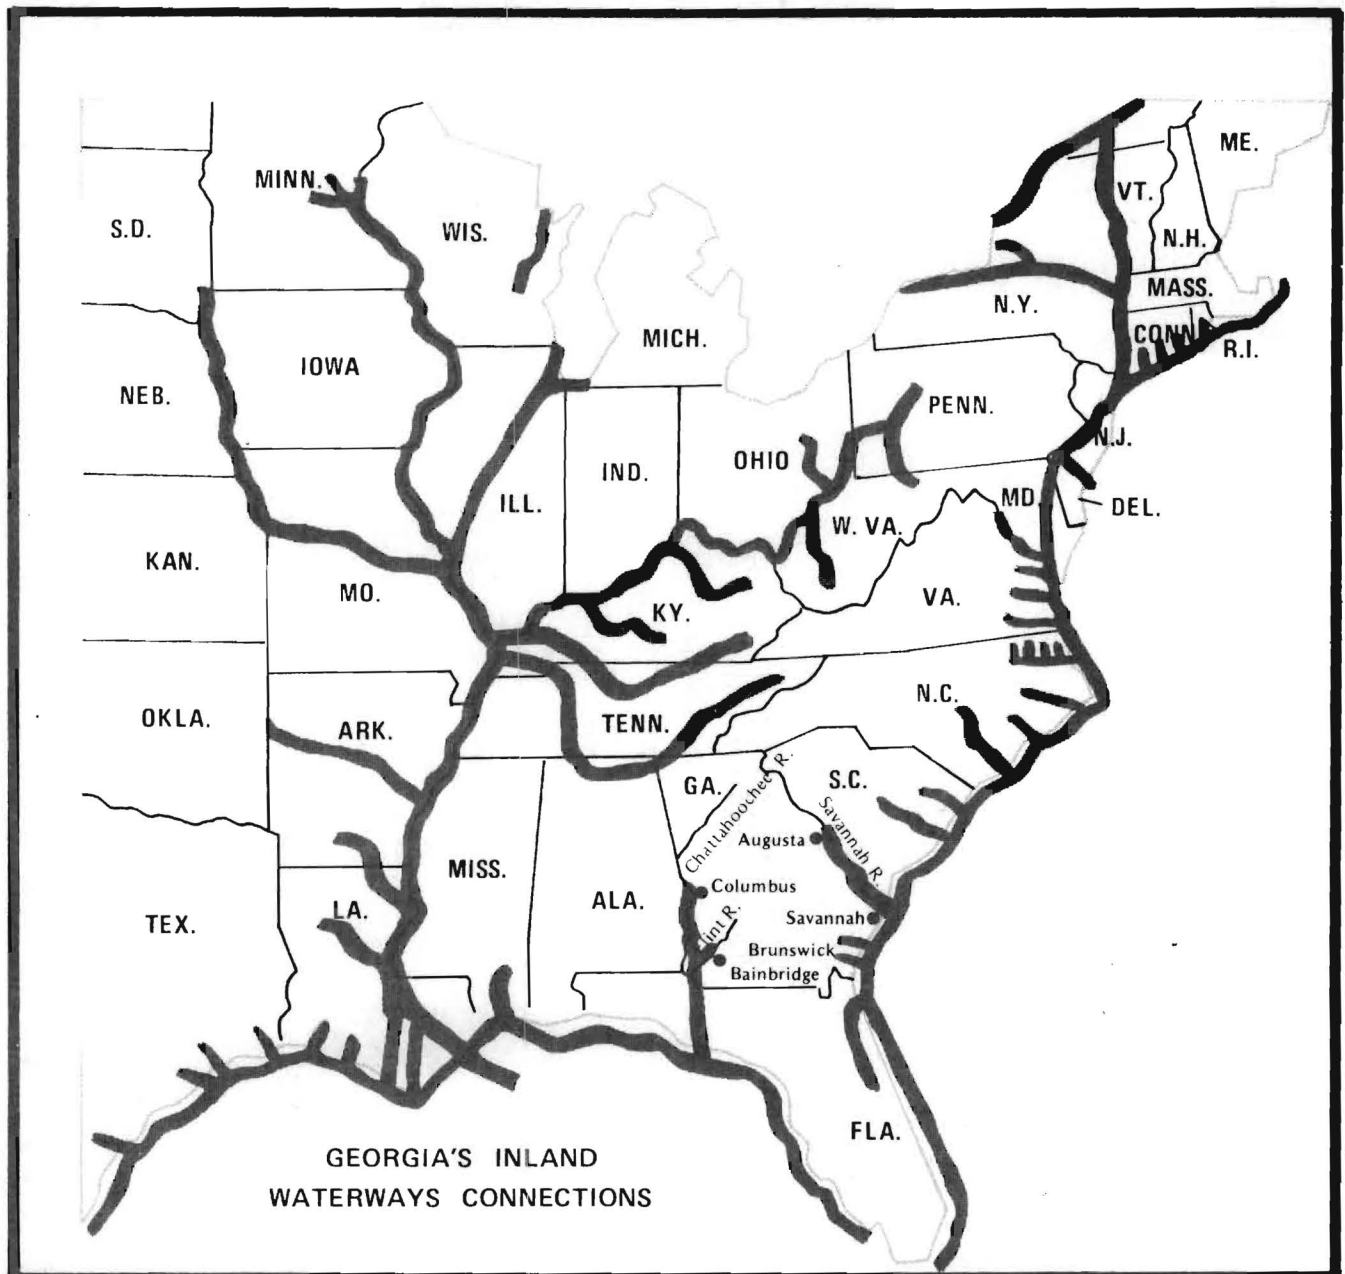 ME.
MINN.
VT.
S.D.
WIS.
N.H.
MASS.
N.Y.
CONN.
R.I.
MICH.
IOWA
NEB.
PENN.
N.J.
OHIO
IND.
ILL.
MD.
DEL.
W. VA.
KAN.
MO.
KY.
VA.
N.C.
OKLA.
ARK.
TENN.
GA.
Chattahoochee R.
S.C.
Savannah R.
Augusta
MISS.
Columbus
ALA.
LA.
Flint R.
Savannah
TEX.
Brunswick
Bainbridge
FLA.
GEORGIA'S INLAND
WATERWAYS CONNECTIONS